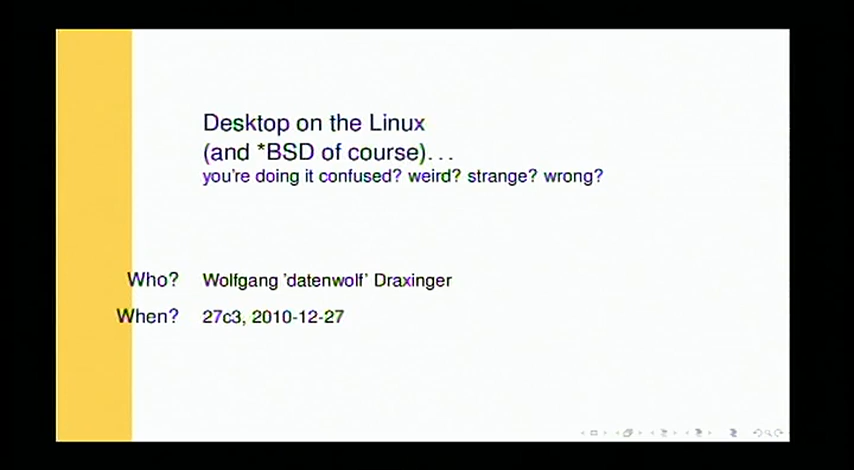 Desktop on the Linux
(and *BSD of course)...
you're doing it confused? weird? strange? wrong?
Who? Wolfgang 'datenwolf' Draxinger
When? 27c3, 2010-12-27